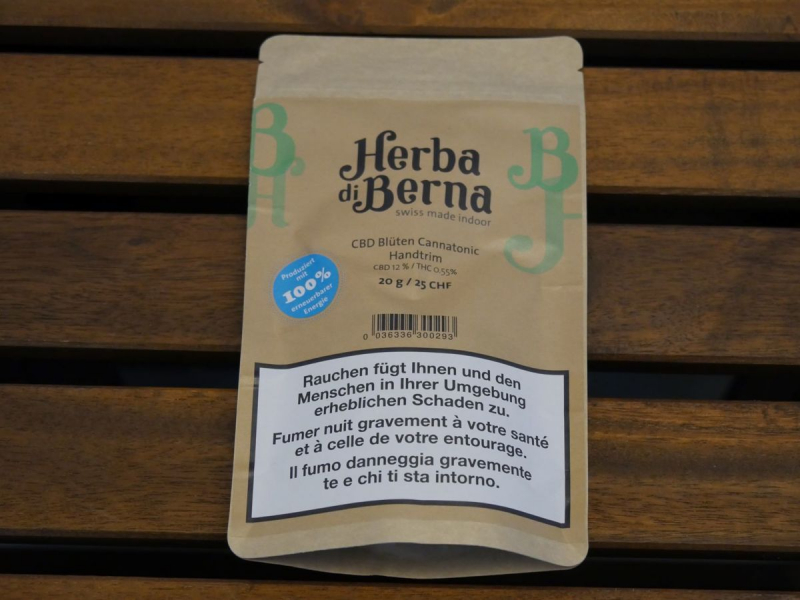 Herba
di Berna
swiss made indoor
CBD Blüten Cannatonic
Handtrim
CBD 12 % / THC 0.55%
20 g / 25 CHF
Produziert
mit
100%
erneuerbarer
Energie
0 036336 300293
Rauchen fügt Ihnen und den
Menschen in Ihrer Umgebung
erheblichen Schaden zu.
Fumer nuit gravement à votre santé
et à celle de votre entourage.
Il fumo danneggia gravemente
te e chi ti sta intorno.